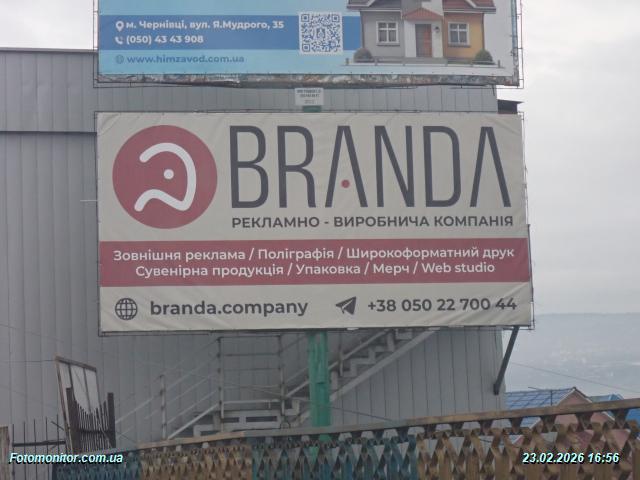 м. Чернівці, вул. Я.Мудрого, 35
(050) 43 43 908
www.himzavod.com.ua
BRANDA
РЕКЛАМНО - ВИРОБНИЧА КОМПАНІЯ
Зовнішня реклама / Поліграфія / Широкоформатний друк
Сувенірна продукція / Упаковка / Мерч / Web studio
branda.company
+38 050 22 700 44
Fotomonitor.com.ua
23.02.2026 16:56